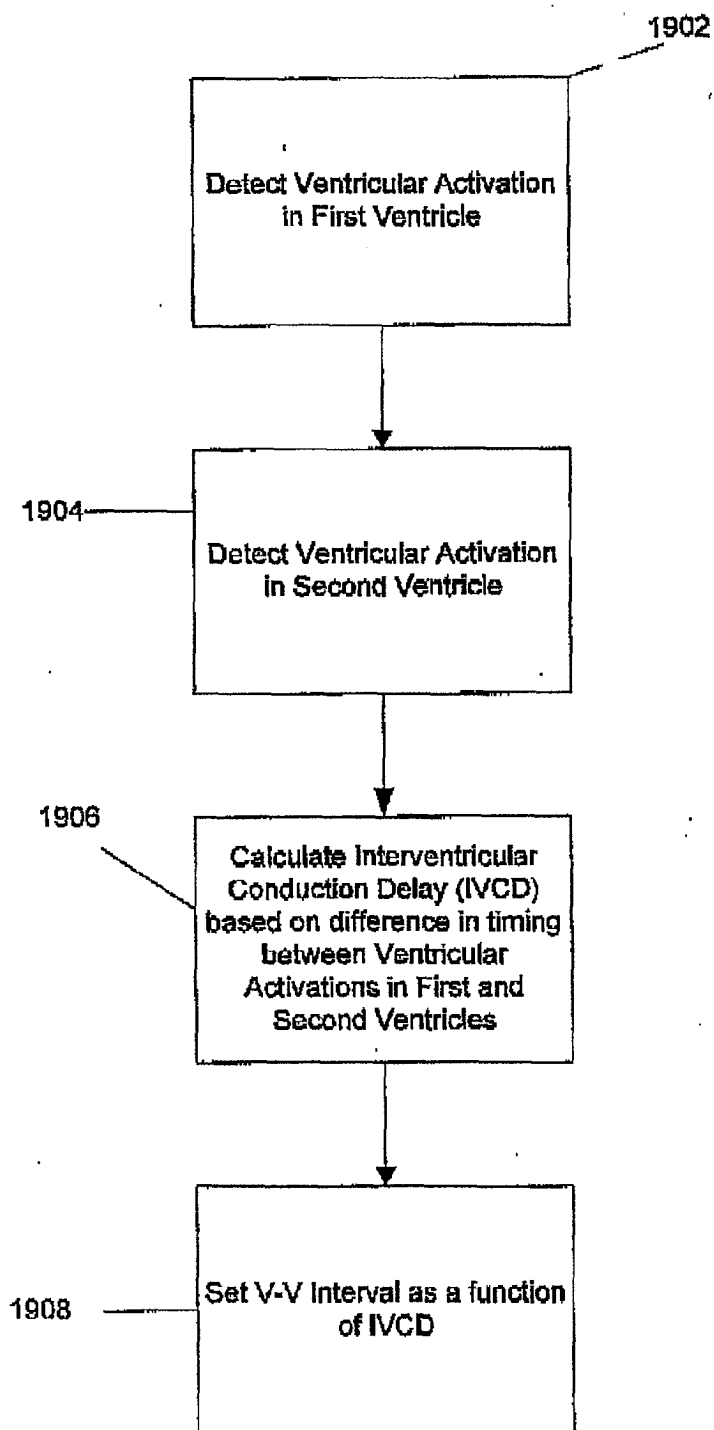 1902
Detect Ventricular Activation
in First Ventricle
1904
Detect Ventricular Activation
in Second Ventricle
1906
Calculate Interventricular
Conduction Delay (IVCD)
based on difference in timing
between Ventricular
Activations in First and
Second Ventricles
1908
Set V-V Interval as a function
of IVCD